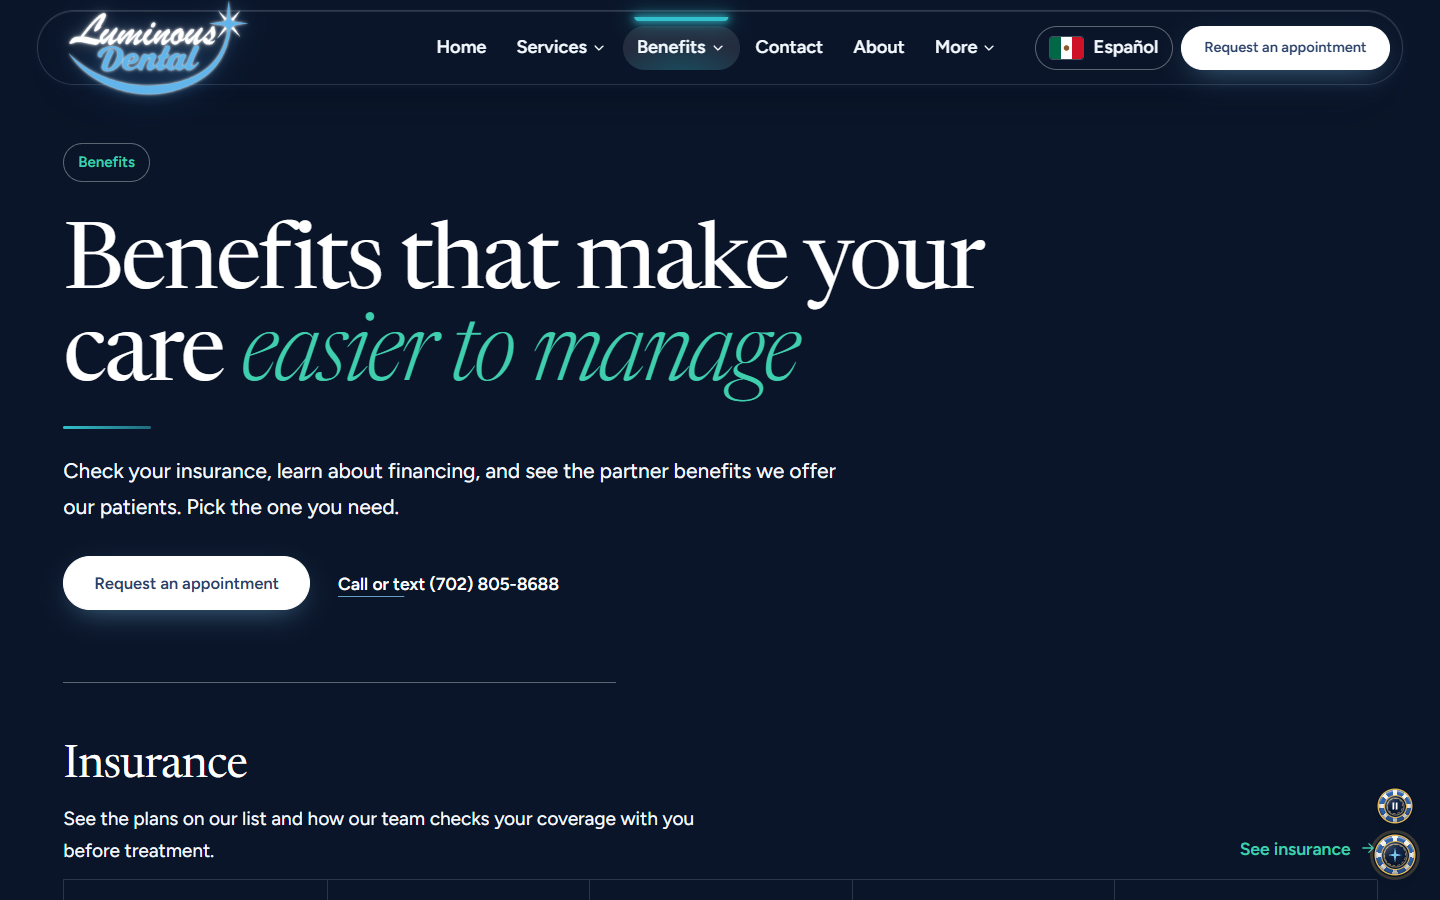 Luminous
Dental
Home
Services
Benefits
Contact
About
More
Español
Request an appointment
Benefits
Benefits that make your
care easier to manage
Check your insurance, learn about financing, and see the partner benefits we offer
our patients. Pick the one you need.
Request an appointment
Call or text (702) 805-8688
Insurance
See the plans on our list and how our team checks your coverage with you
before treatment.
See insurance